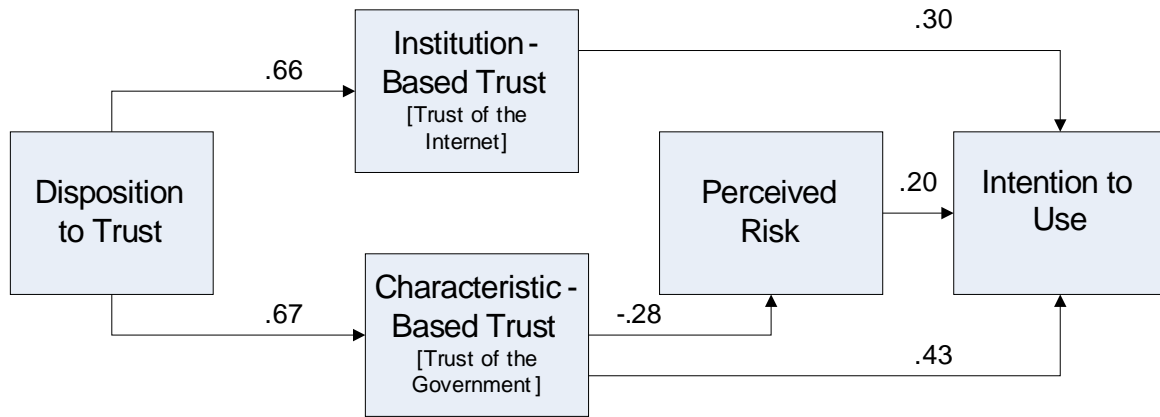 .66
Institution -
Based Trust
[Trust of the
Internet]
.30
Disposition
to Trust
Perceived
Risk
.20
Intention to
Use
.67
Characteristic -
Based Trust
[Trust of the
Government ]
-.28
.43